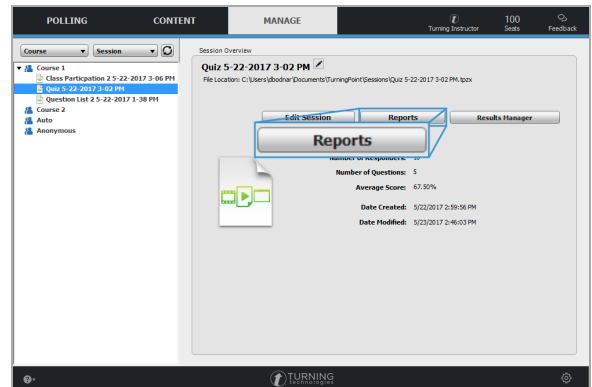 POLLING CONTENT MANAGE Turning Instructor 100 Seats Feedback
Course Session
Course 1
Class Particpation 2 5-22-2017 3-06 PM
Quiz 5-22-2017 3-02 PM
Question List 2 5-22-2017 1-38 PM
Course 2
Auto
Anonymous
Session Overview
Quiz 5-22-2017 3-02 PM
File Location: C:\Users\dbodnar\Documents\TurningPoint\Sessions\Quiz 5-22-2017 3-02 PM.tpzx
Edit Session Reports Results Manager
Reports
Number of Responders: 10
Number of Questions: 5
Average Score: 67.50%
Date Created: 5/22/2017 2:59:56 PM
Date Modified: 5/23/2017 2:46:03 PM
TURNING
technologies